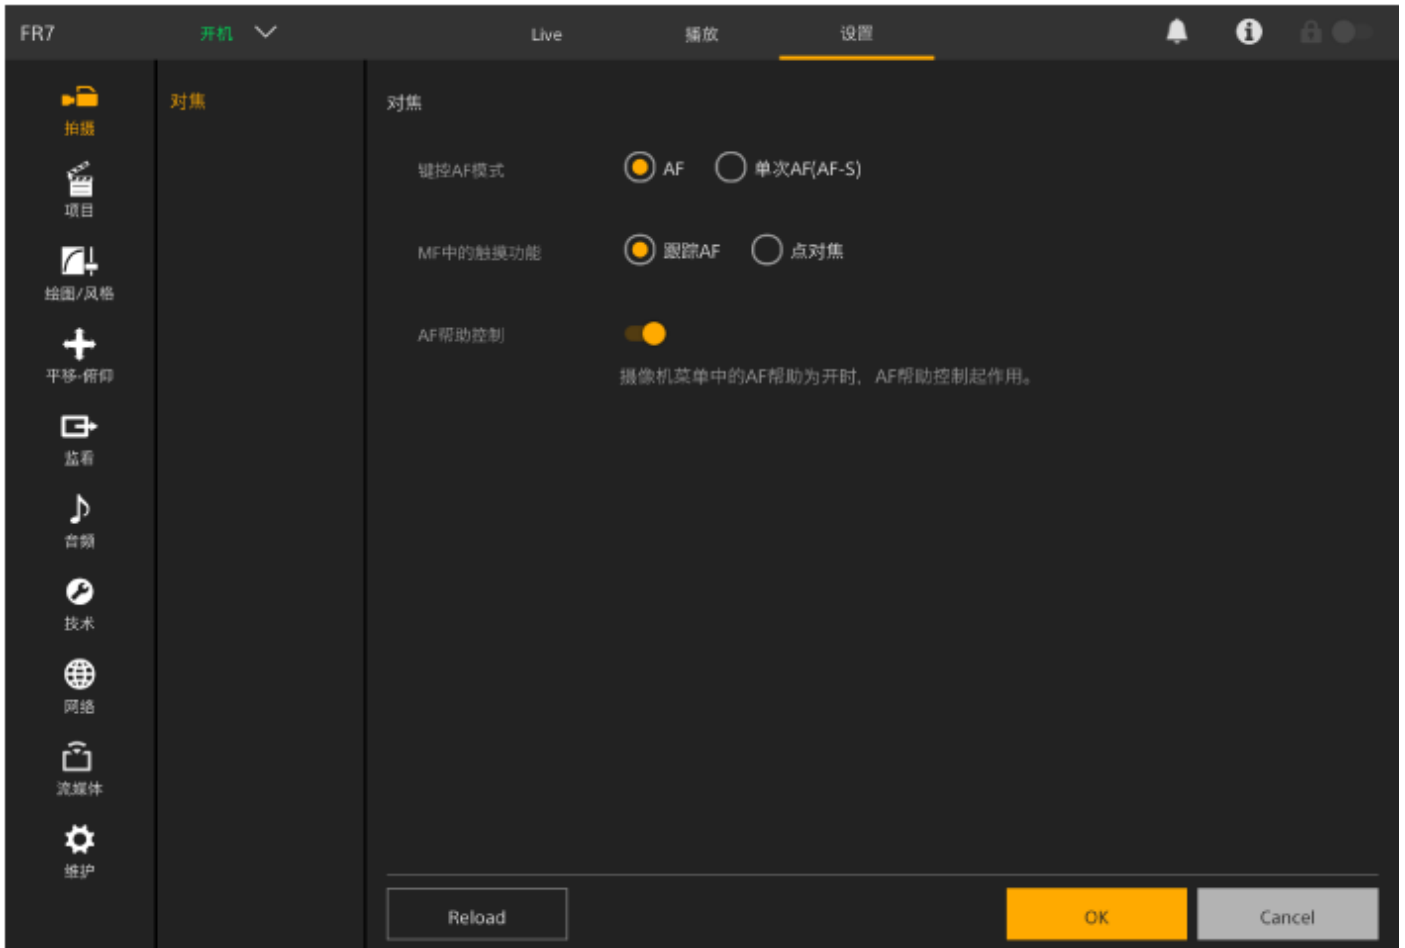 FR7 开机 Live 播放 设置
拍摄
项目
绘图/风格
平移-俯仰
监看
音频
技术
网络
流媒体
维护
对焦
对焦
键控AF模式 AF 单次AF(AF-S)
MF中的触摸功能 跟踪AF 点对焦
AF帮助控制
摄像机菜单中的AF帮助为开时，AF帮助控制起作用。
Reload OK Cancel